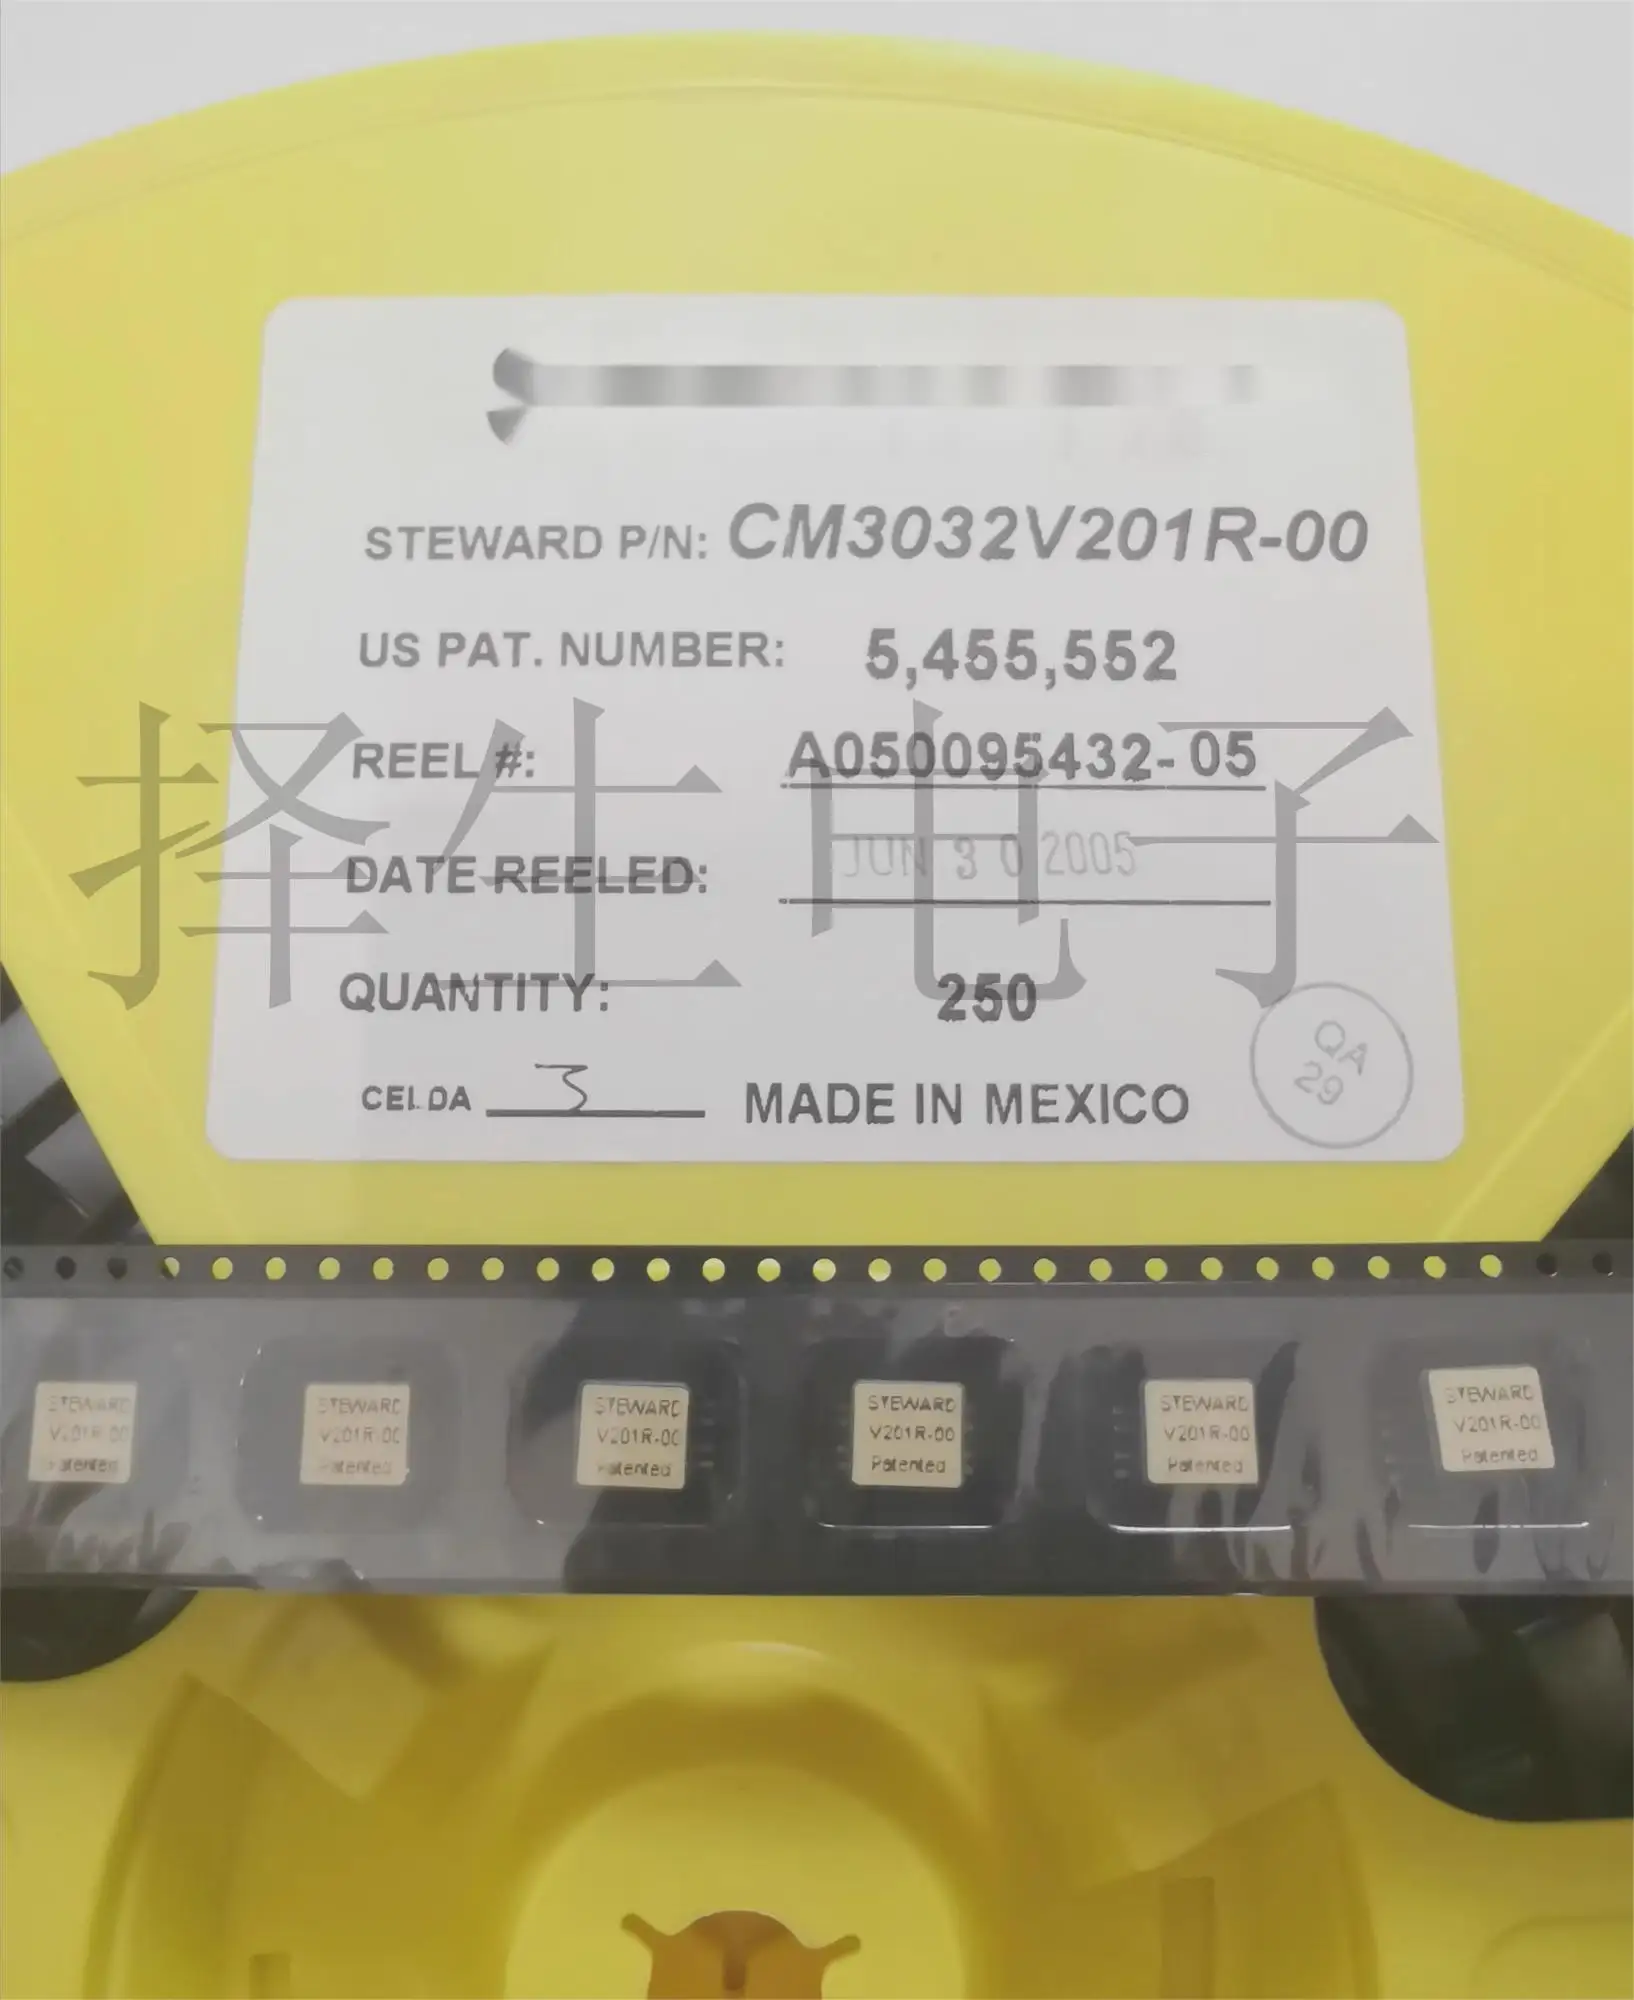 STEWARD P/N: CM3032V201R-00
US PAT. NUMBER: 5,455,552
REEL #: A050095432-05
DATE REELED: JUN 30 2005
QUANTITY: 250
CELDA 3 MADE IN MEXICO
QA
29
择生电子
STEWARD
V201R-00
Patented
STEWARD
V201R-00
Patented
STEWARD
V201R-00
Patented
STEWARD
V201R-00
Patented
STEWARD
V201R-00
Patented
STEWARD
V201R-00
Patented